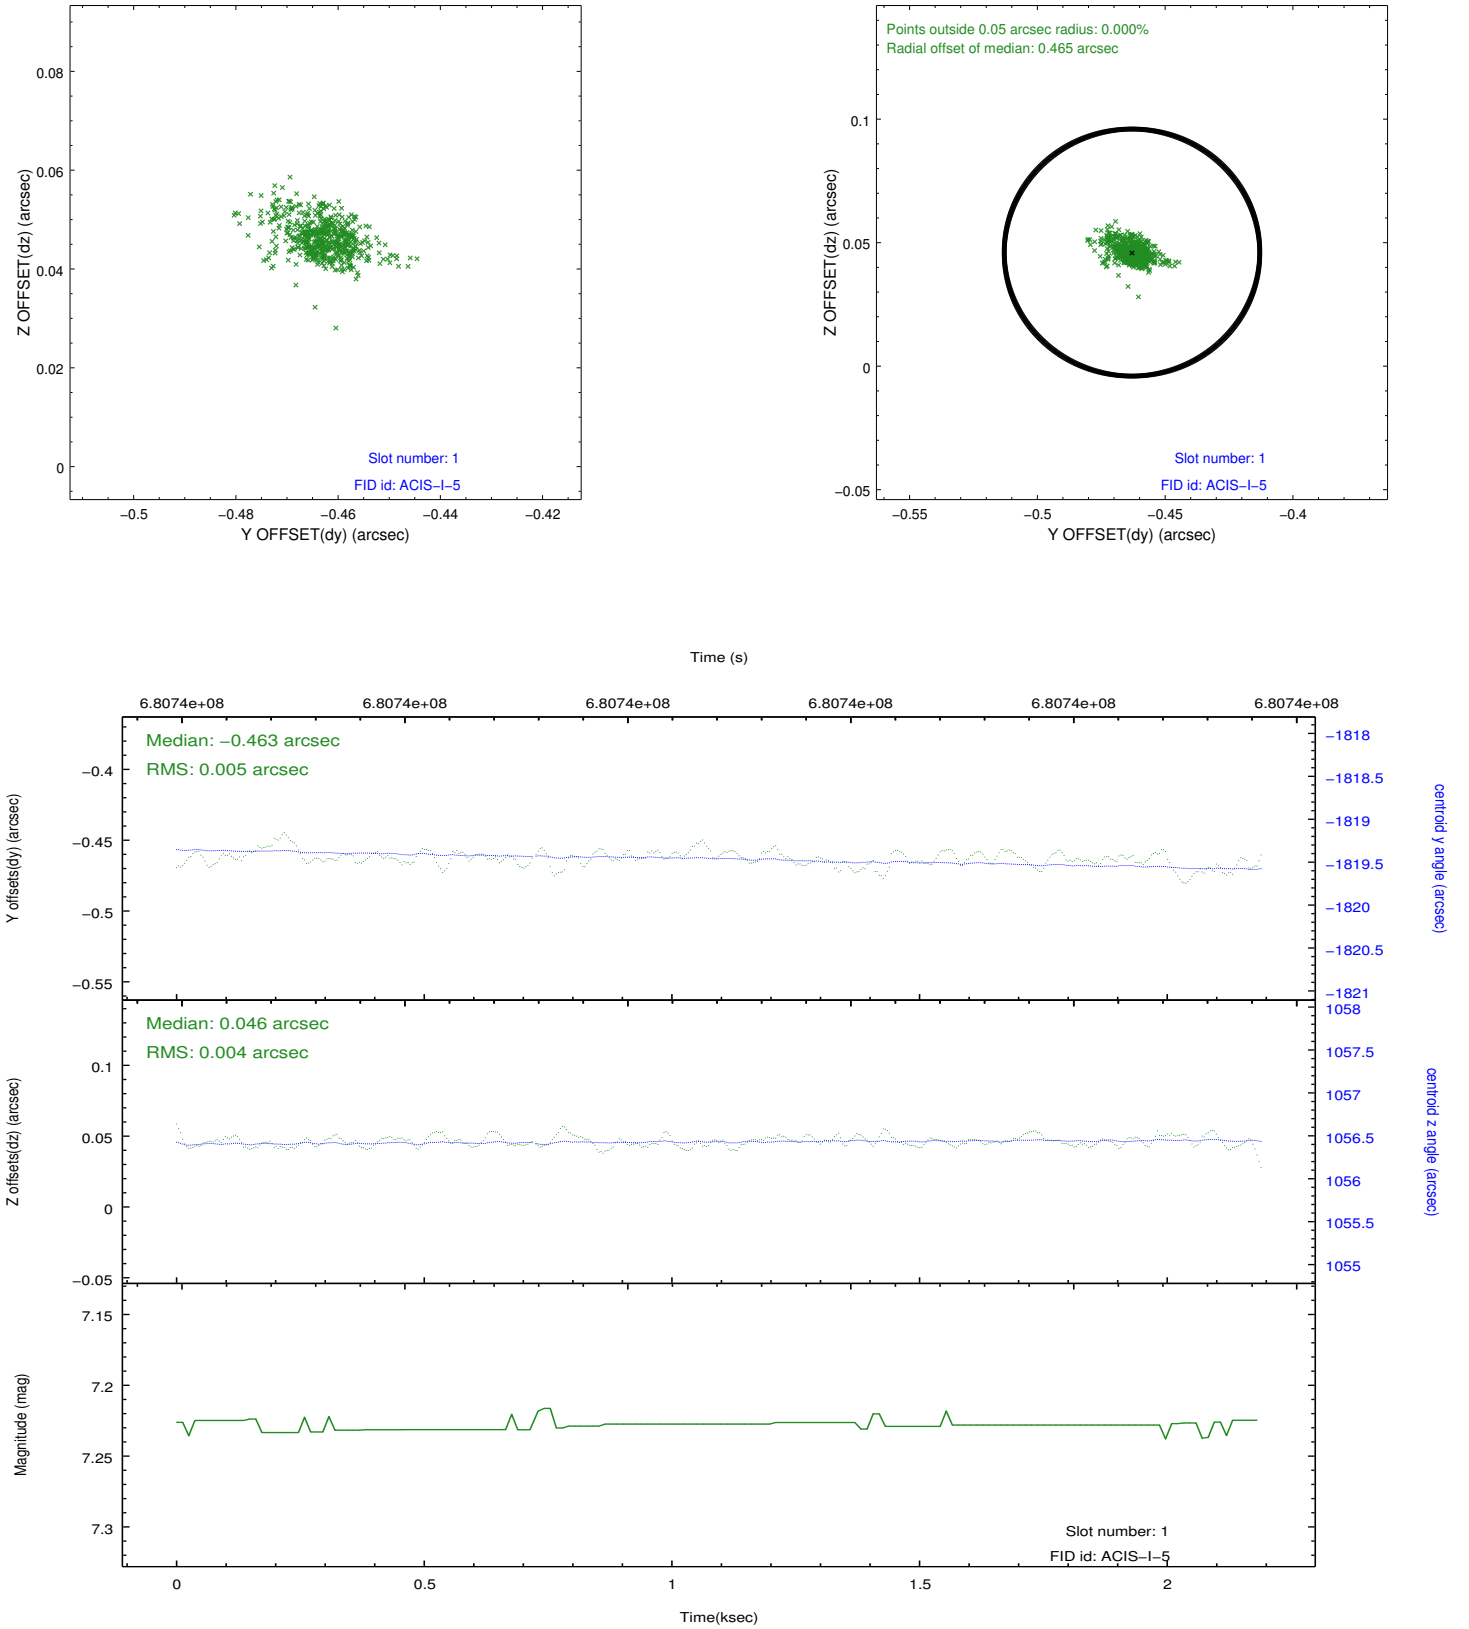 0.08
0.06
0.04
0.02
0
Z OFFSET(dz) (arcsec)
Slot number: 1
FID id: ACIS−I−5
−0.5
−0.48
−0.46
−0.44
−0.42
Y OFFSET(dy) (arcsec)
Points outside 0.05 arcsec radius: 0.000%
Radial offset of median: 0.465 arcsec
0.1
0.05
0
−0.05
Z OFFSET(dz) (arcsec)
Slot number: 1
FID id: ACIS−I−5
−0.55
−0.5
−0.45
−0.4
Y OFFSET(dy) (arcsec)
Time (s)
6.8074e+08
6.8074e+08
6.8074e+08
6.8074e+08
6.8074e+08
6.8074e+08
Median: −0.463 arcsec
RMS: 0.005 arcsec
−0.4
−0.45
−0.5
−0.55
Y offsets(dy) (arcsec)
−1818
−1818.5
−1819
−1819.5
−1820
−1820.5
−1821
centroid y angle (arcsec)
Median: 0.046 arcsec
RMS: 0.004 arcsec
0.1
0.05
0
−0.05
Z offsets(dz) (arcsec)
1058
1057.5
1057
1056.5
1056
1055.5
1055
centroid z angle (arcsec)
7.15
7.2
7.25
7.3
Magnitude (mag)
Slot number: 1
FID id: ACIS−I−5
0
0.5
1
1.5
2
Time(ksec)